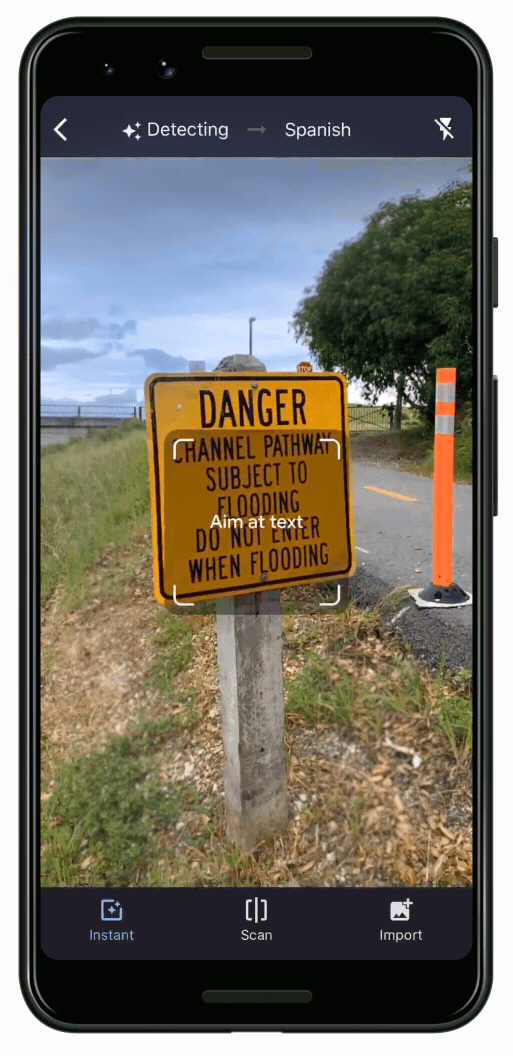 Detecting → Spanish
STOP
DANGER
CHANNEL PATHWAY
SUBJECT TO
FLOODING
Aim at text
DO NOT ENTER
WHEN FLOODING
Instant
Scan
Import